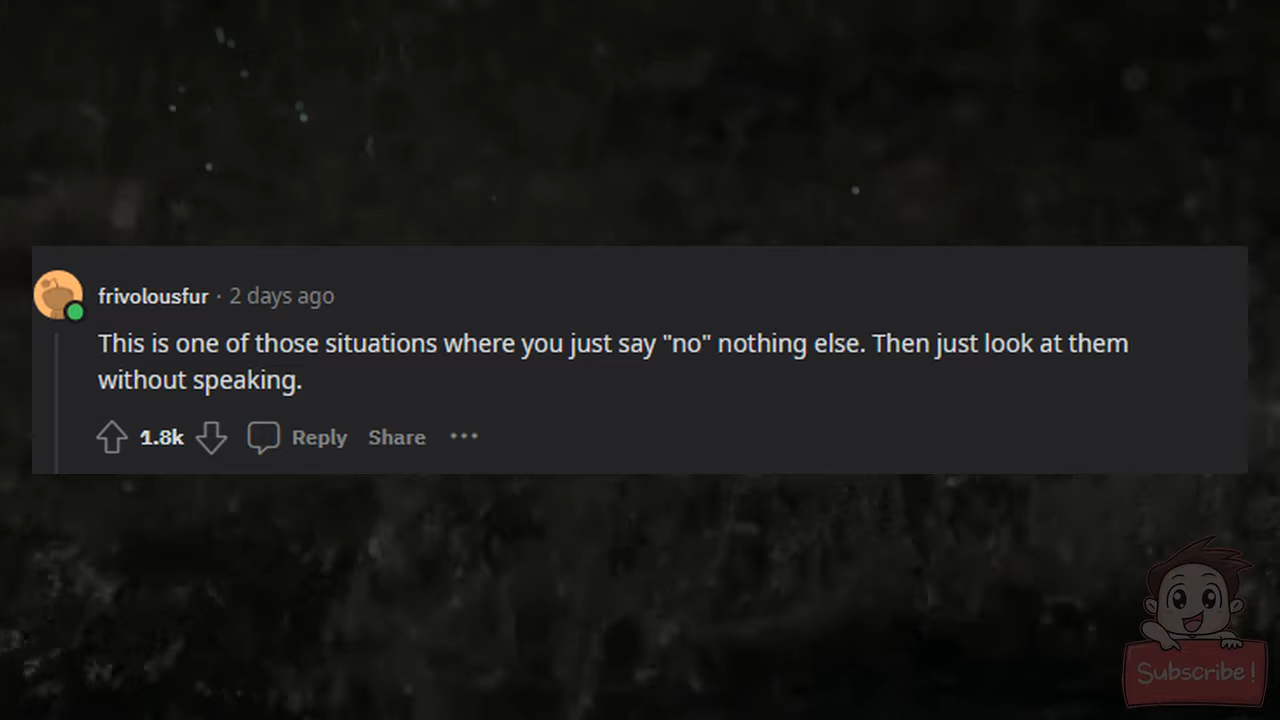 frivolousfur · 2 days ago
This is one of those situations where you just say "no" nothing else. Then just look at them
without speaking.
1.8k Reply Share ···
Subscribe!